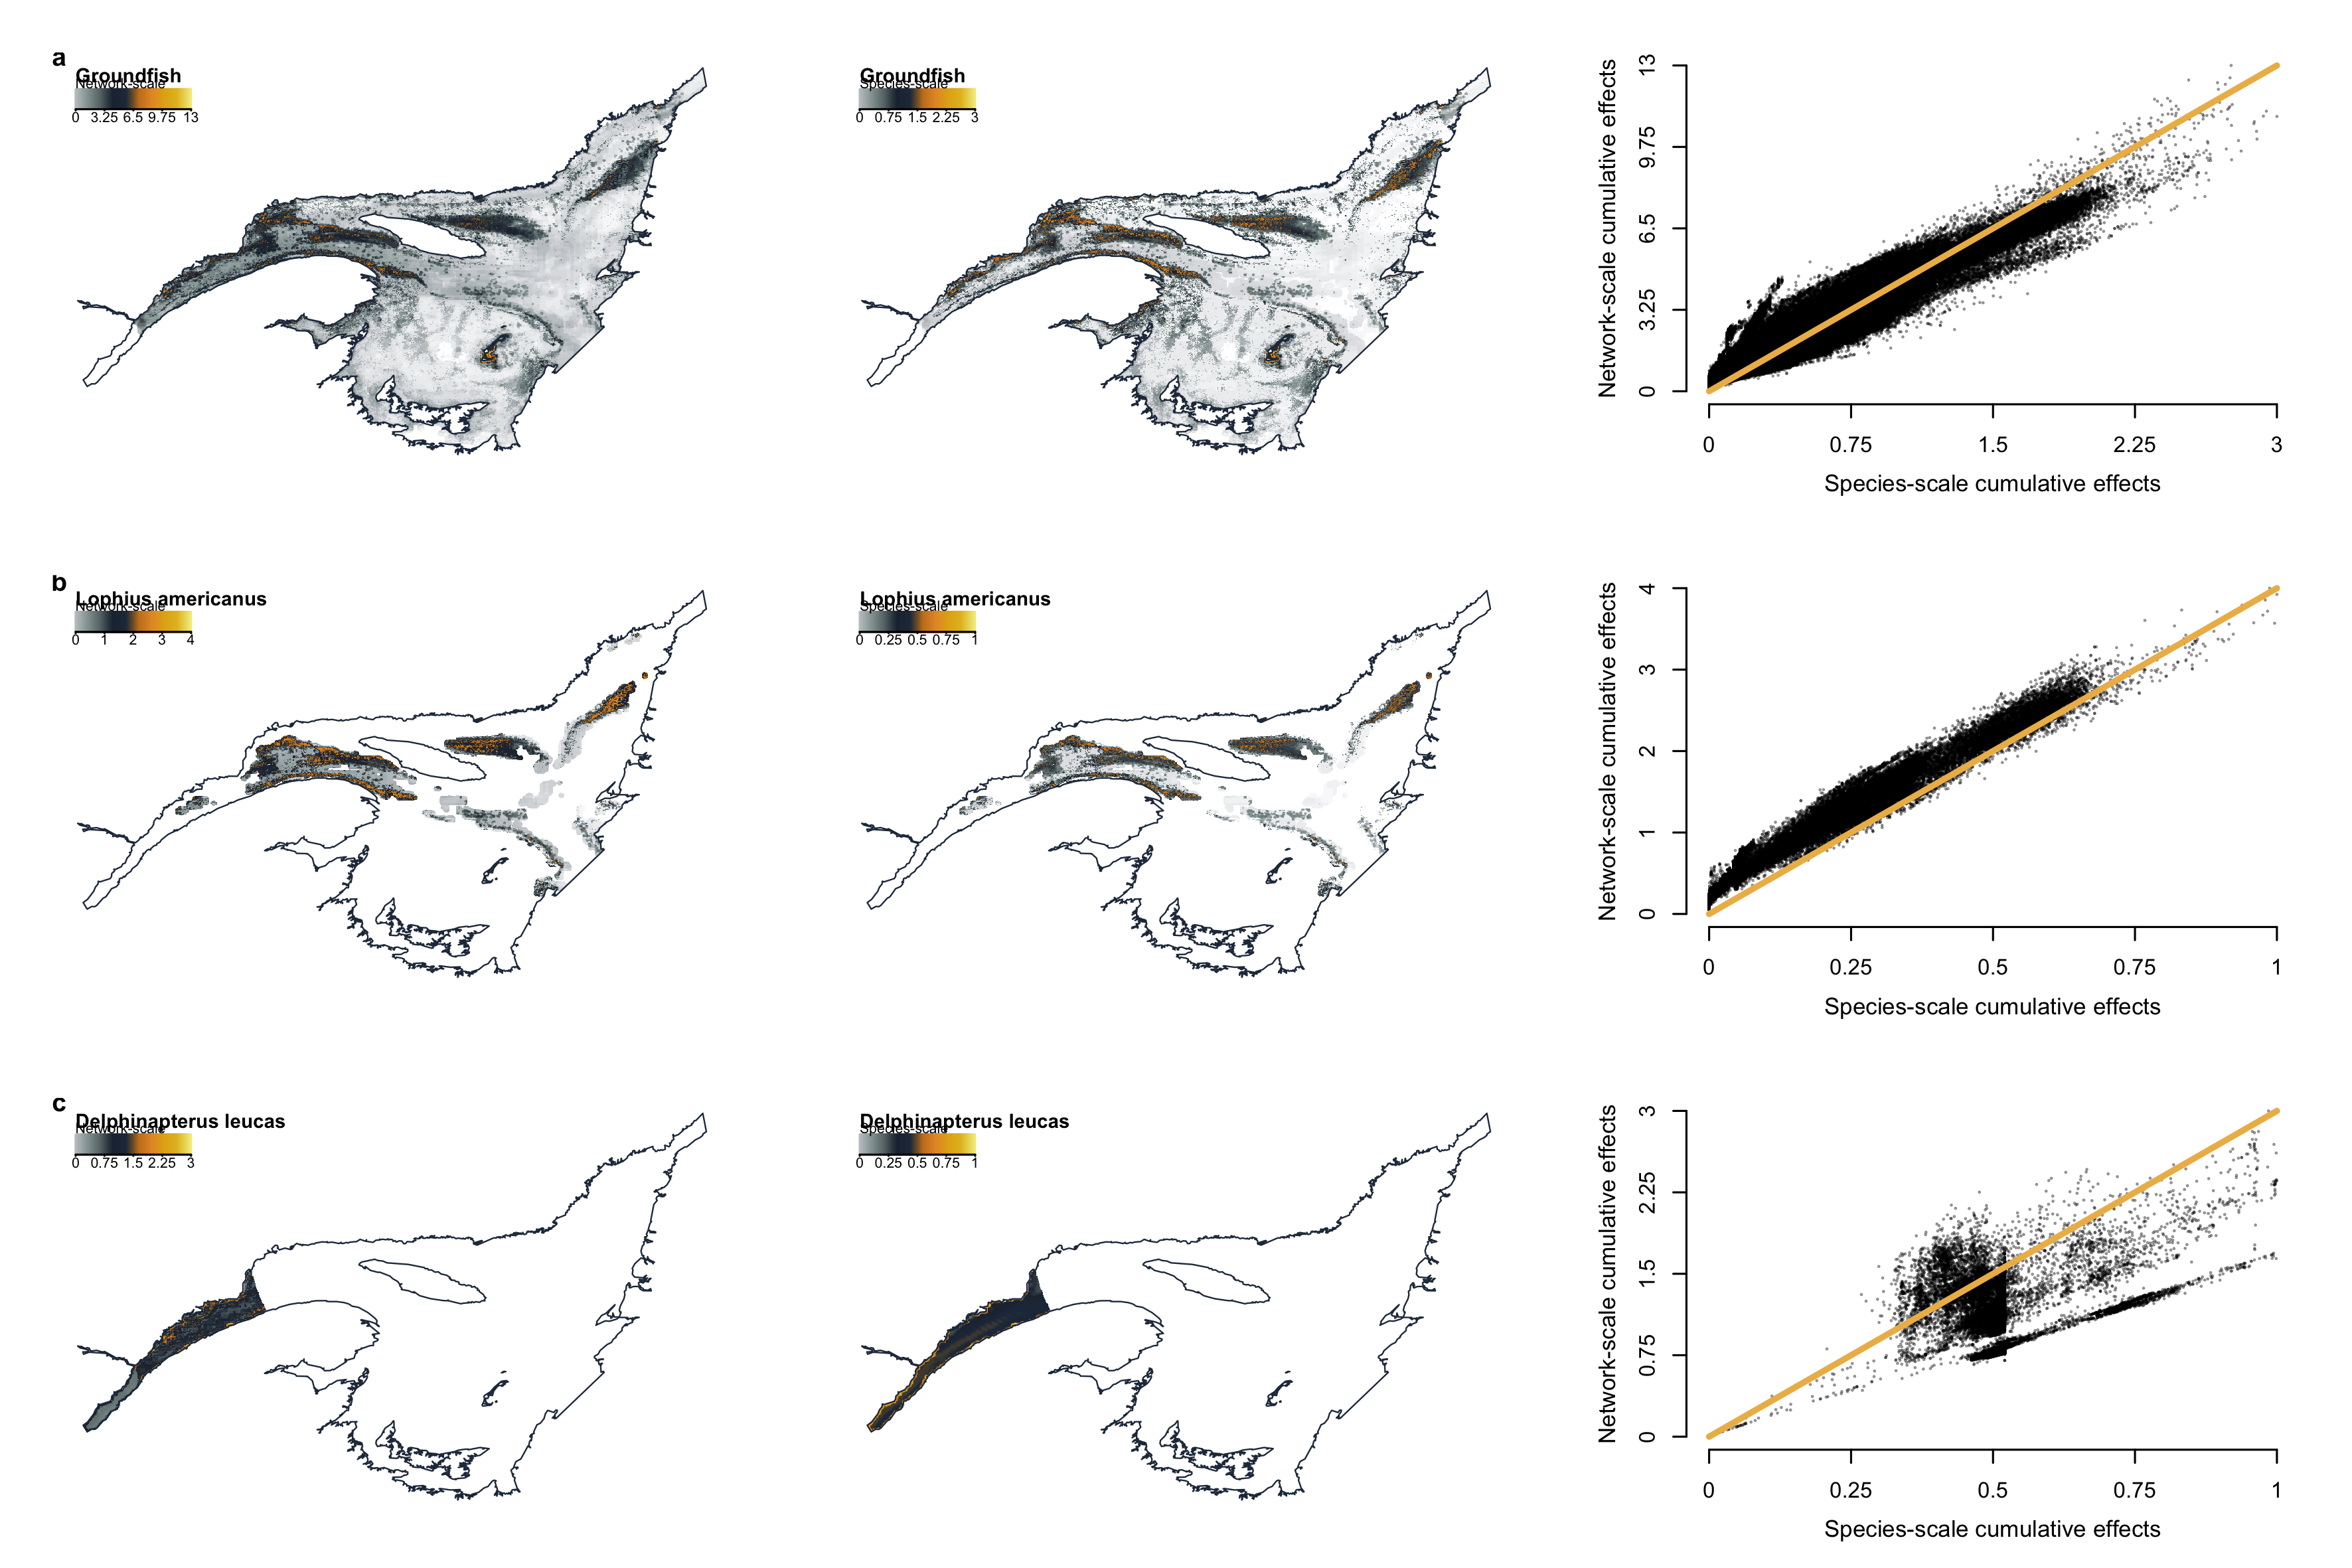 a
Groundfish
Network-scale
0 3.25 6.5 9.75 13
Groundfish
Species-scale
0 0.75 1.5 2.25 3
Network-scale cumulative effects
0 3.25 6.5 9.75 13
0 0.75 1.5 2.25 3
Species-scale cumulative effects
b
Lophius americanus
Network-scale
0 1 2 3 4
Lophius americanus
Species-scale
0 0.25 0.5 0.75 1
Network-scale cumulative effects
0 1 2 3 4
0 0.25 0.5 0.75 1
Species-scale cumulative effects
c
Delphinapterus leucas
Network-scale
0 0.75 1.5 2.25 3
Delphinapterus leucas
Species-scale
0 0.25 0.5 0.75 1
Network-scale cumulative effects
0 0.75 1.5 2.25 3
0 0.25 0.5 0.75 1
Species-scale cumulative effects